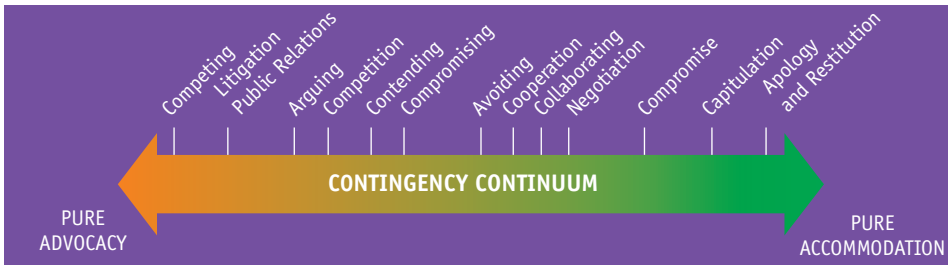 Competing
Litigation
Public Relations
Arguing
Competition
Contending
Compromising
Avoiding
Cooperation
Collaborating
Negotiation
Compromise
Capitulation
Apology
and Restitution
CONTINGENCY CONTINUUM
PURE
ADVOCACY
PURE
ACCOMMODATION